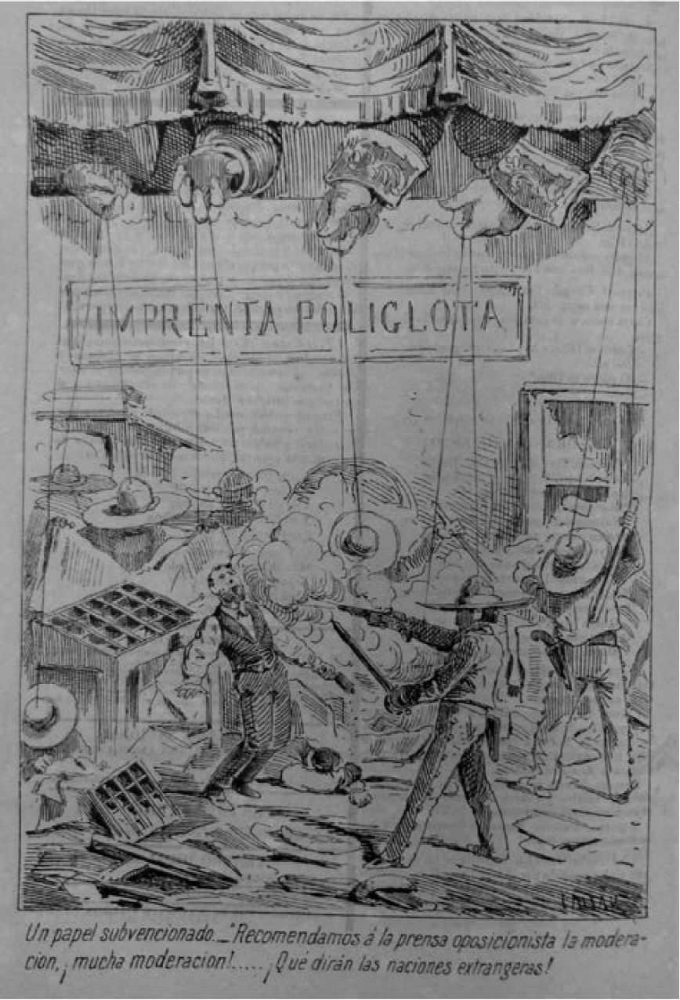 IMPRENTA POLIGLOTA
Un papel subvencionado._"Recomendamos á la prensa oposicionista la modera-
cion, ¡mucha moderacion!..... ¡Qué dirán las naciones extrangeras!